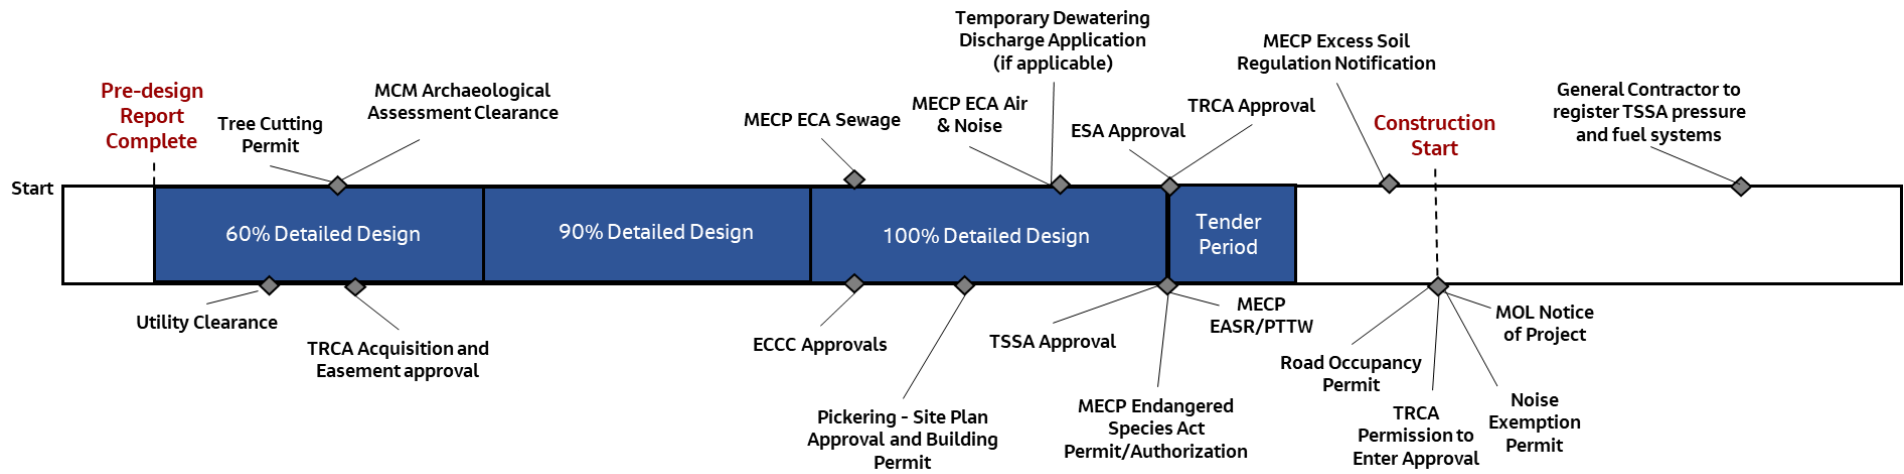 Temporary Dewatering
Discharge Application
(if applicable)
MECP Excess Soil
Regulation Notification
Pre-design
Report
Complete
Tree Cutting
Permit
MCM Archaeological
Assessment Clearance
MECP ECA Sewage
MECP ECA Air
& Noise
ESA Approval
TRCA Approval
Construction
Start
General Contractor to
register TSSA pressure
and fuel systems
Start
60% Detailed Design
90% Detailed Design
100% Detailed Design
Tender
Period
Utility Clearance
TRCA Acquisition and
Easement approval
ECCC Approvals
Pickering - Site Plan
Approval and Building
Permit
TSSA Approval
MECP
EASR/PTTW
MECP Endangered
Species Act
Permit/Authorization
Road Occupancy
Permit
MOL Notice
of Project
TRCA
Permission to
Enter Approval
Noise
Exemption
Permit